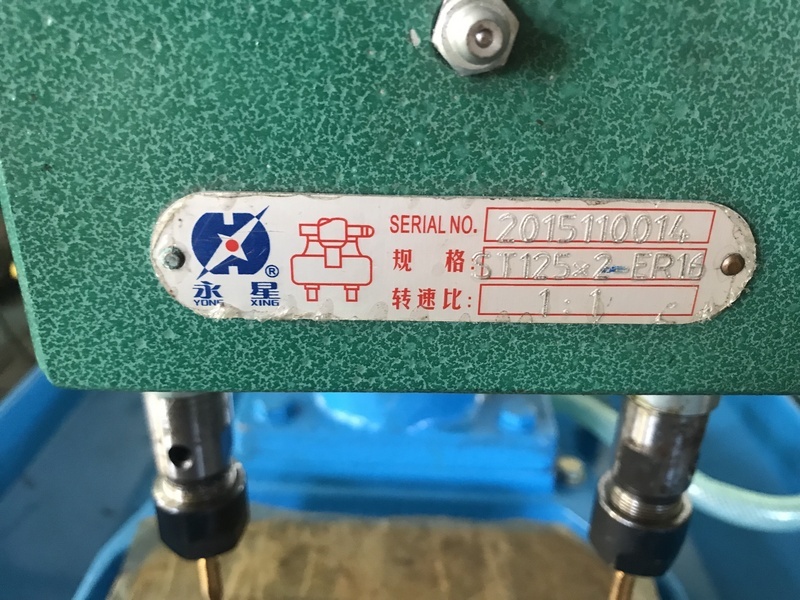 永星®
YONG XING
SERIAL NO. 2015110014
规 格: ST125×2-ER16
转速比: 1:1